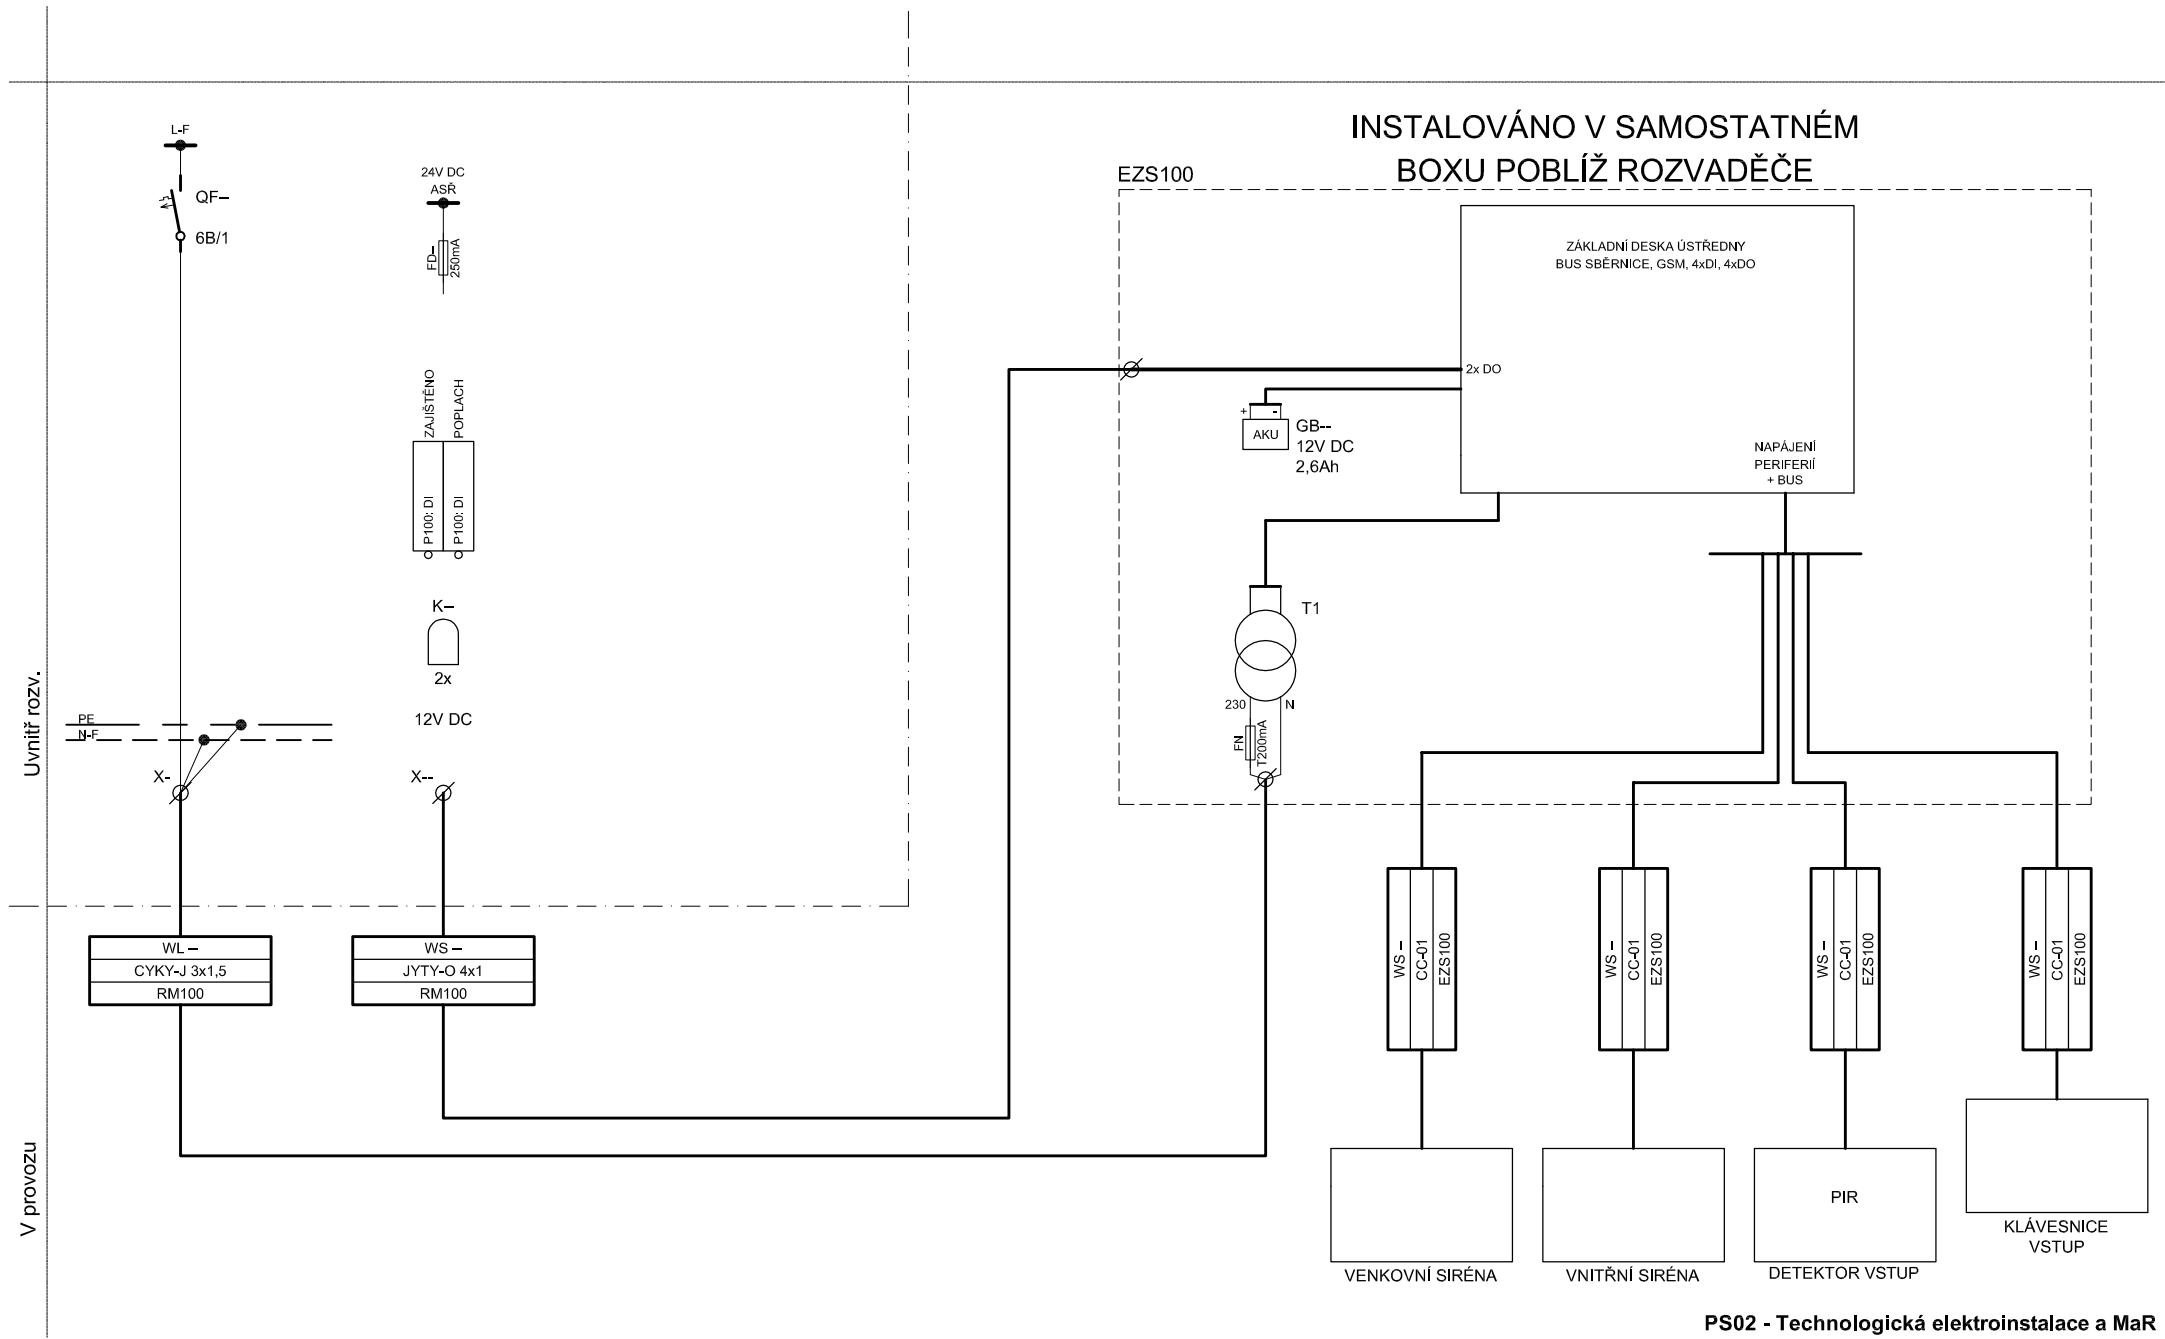 INSTALOVÁNO V SAMOSTATNÉM
BOXU POBLÍŽ ROZVADĚČE
EZS100
L-F
QF–
6B/1
24V DC
ASŘ
FD–
250mA
ZÁKLADNÍ DESKA ÚSTŘEDNY
BUS SBĚRNICE, GSM, 4xDI, 4xDO
2x DO
ZAJIŠTĚNO
POPLACH
P100: DI
P100: DI
+
-
AKU
GB--
12V DC
2,6Ah
NAPÁJENÍ
PERIFERIÍ
+ BUS
K–
2x
12V DC
T1
230
N
FN
T200mA
Uvnitř rozv.
PE
N-F
X-
X--
WL –
CYKY-J 3x1,5
RM100
WS –
JYTY-O 4x1
RM100
WS –
CC-01
EZS100
WS –
CC-01
EZS100
WS –
CC-01
EZS100
WS –
CC-01
EZS100
V provozu
PIR
VENKOVNÍ SIRÉNA
VNITŘNÍ SIRÉNA
DETEKTOR VSTUP
KLÁVESNICE
VSTUP
PS02 - Technologická elektroinstalace a MaR